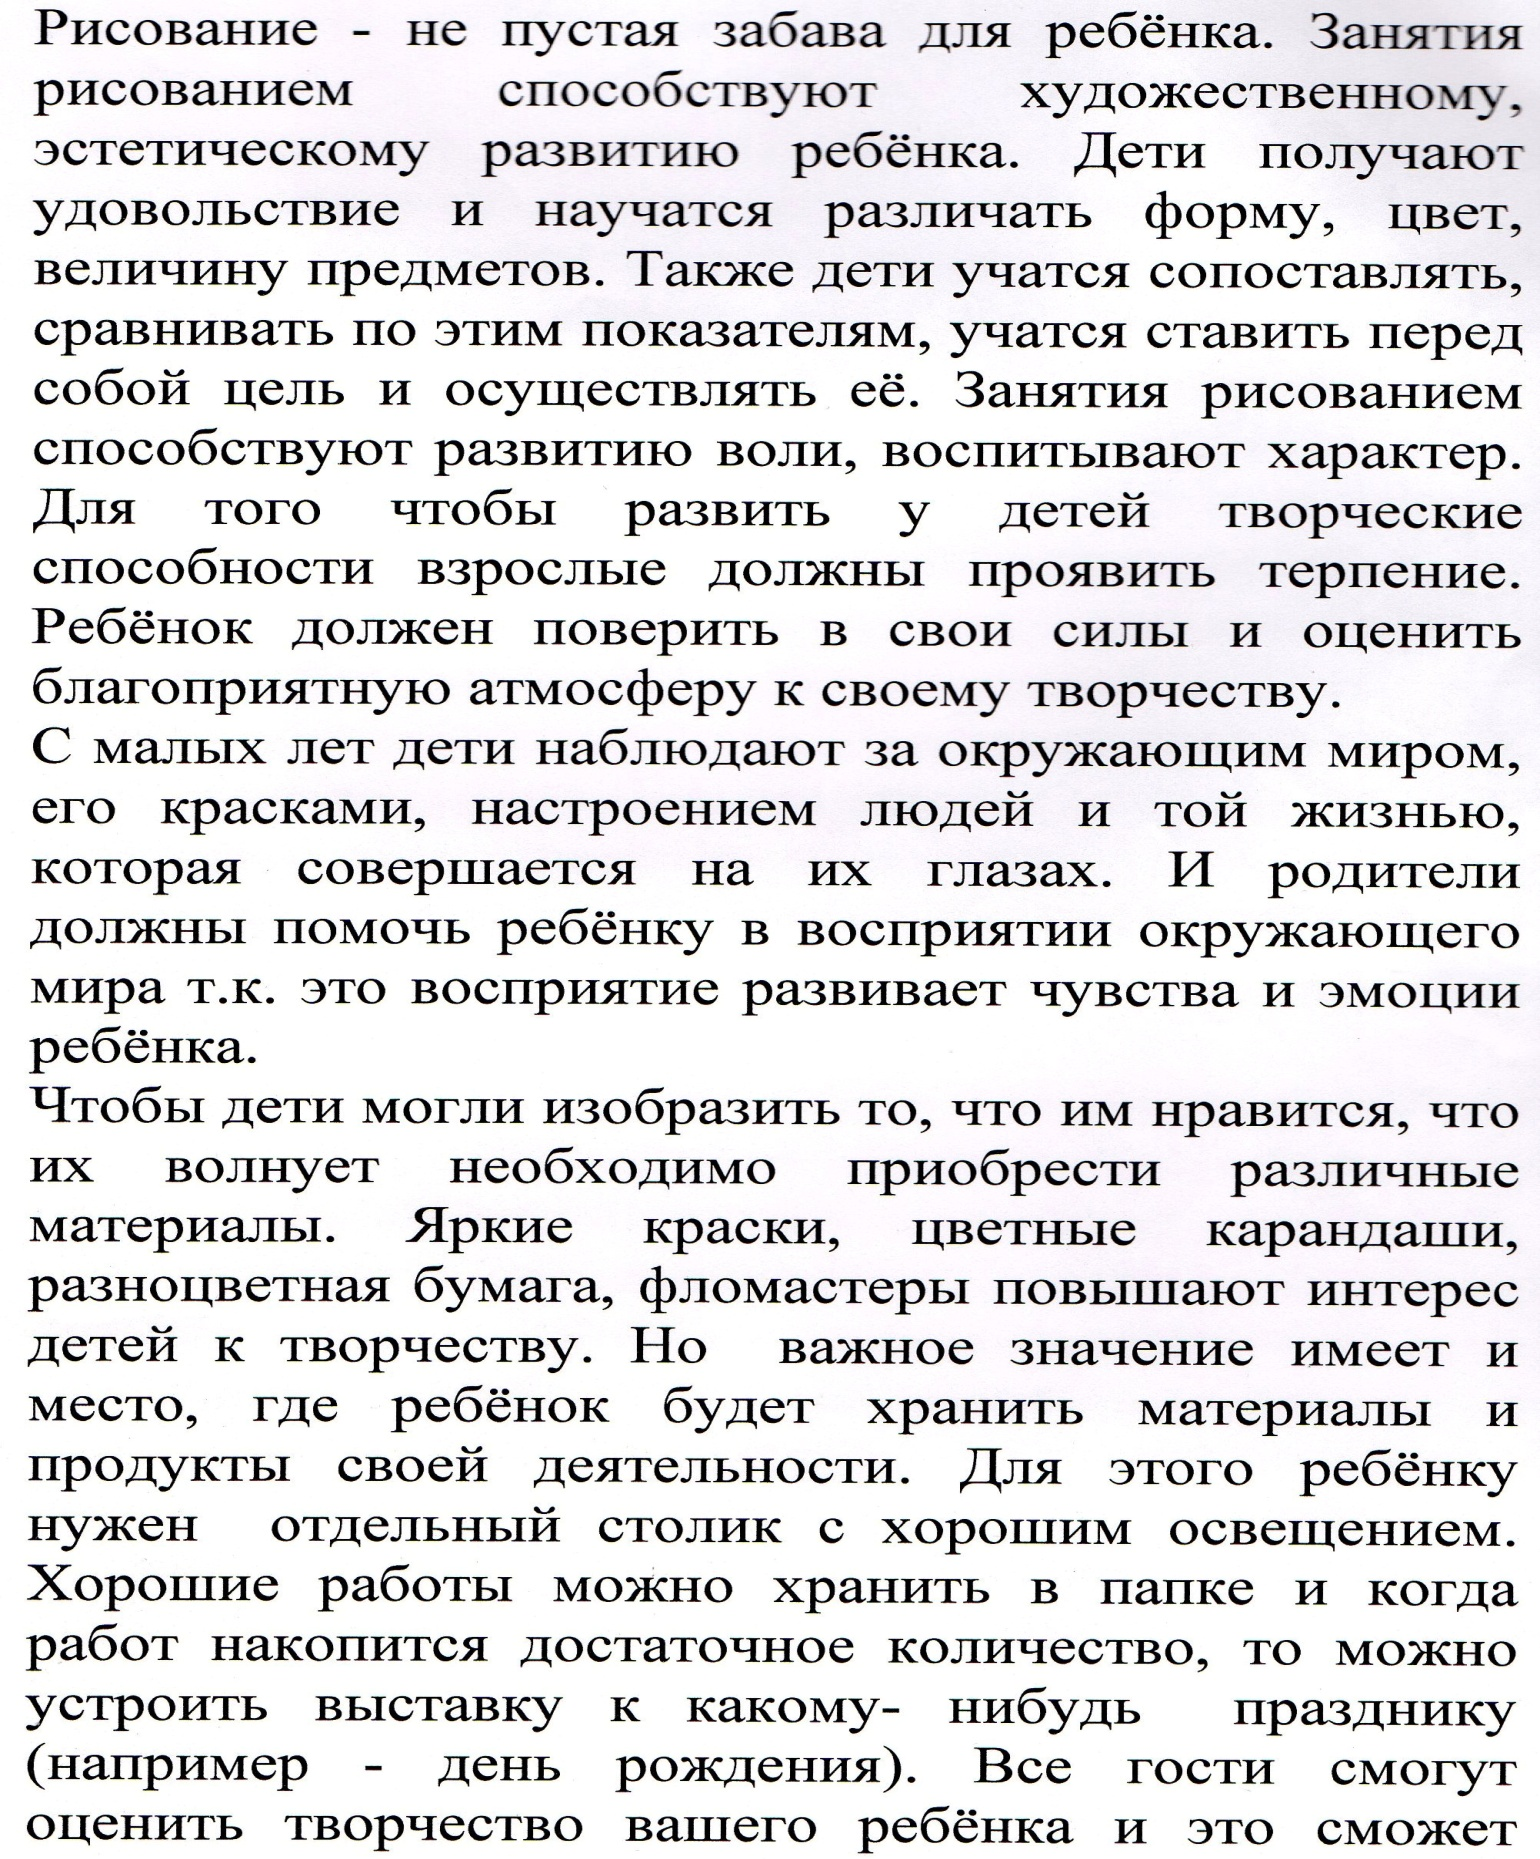 Рисование - не пустая забава для ребёнка. Занятия
рисованием способствуют художественному,
эстетическому развитию ребёнка. Дети получают
удовольствие и научатся различать форму, цвет,
величину предметов. Также дети учатся сопоставлять,
сравнивать по этим показателям, учатся ставить перед
собой цель и осуществлять её. Занятия рисованием
способствуют развитию воли, воспитывают характер.
Для того чтобы развить у детей творческие
способности взрослые должны проявить терпение.
Ребёнок должен поверить в свои силы и оценить
благоприятную атмосферу к своему творчеству.
С малых лет дети наблюдают за окружающим миром,
его красками, настроением людей и той жизнью,
которая совершается на их глазах. И родители
должны помочь ребёнку в восприятии окружающего
мира т.к. это восприятие развивает чувства и эмоции
ребёнка.
Чтобы дети могли изобразить то, что им нравится, что
их волнует необходимо приобрести различные
материалы. Яркие краски, цветные карандаши,
разноцветная бумага, фломастеры повышают интерес
детей к творчеству. Но важное значение имеет и
место, где ребёнок будет хранить материалы и
продукты своей деятельности. Для этого ребёнку
нужен отдельный столик с хорошим освещением.
Хорошие работы можно хранить в папке и когда
работ накопится достаточное количество, то можно
устроить выставку к какому- нибудь празднику
(например - день рождения). Все гости смогут
оценить творчество вашего ребёнка и это сможет